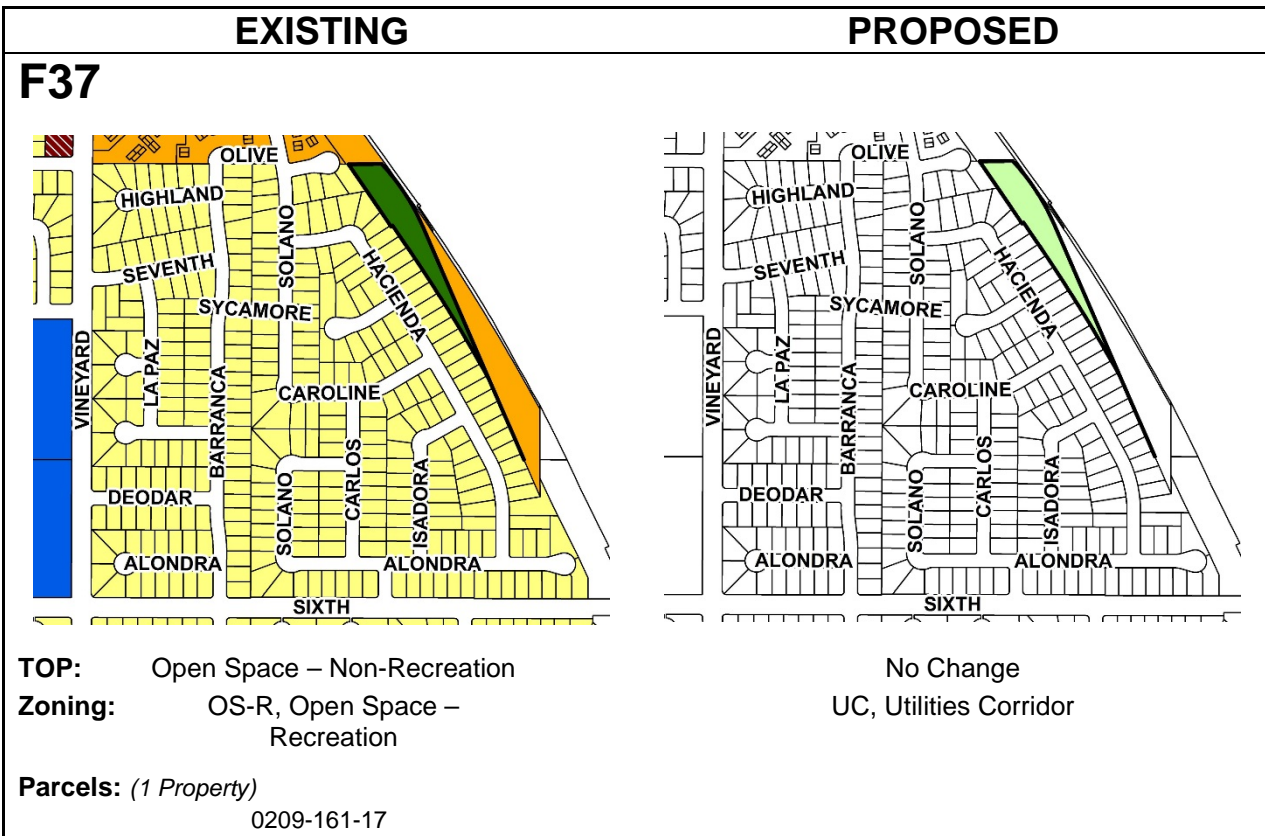 EXISTING
PROPOSED
F37
OLIVE
HIGHLAND
SOLANO
SEVENTH
HACIENDA
SYCAMORE
VINEYARD
LA PAZ
BARRANCA
CAROLINE
CARLOS
ISADORA
SOLANO
DEODAR
ALONDRA
ALONDRA
SIXTH
OLIVE
HIGHLAND
SOLANO
SEVENTH
HACIENDA
SYCAMORE
VINEYARD
LA PAZ
BARRANCA
CAROLINE
CARLOS
ISADORA
SOLANO
DEODAR
ALONDRA
ALONDRA
SIXTH
TOP: Open Space – Non-Recreation
No Change
Zoning: OS-R, Open Space –
Recreation
UC, Utilities Corridor
Parcels: (1 Property)
0209-161-17